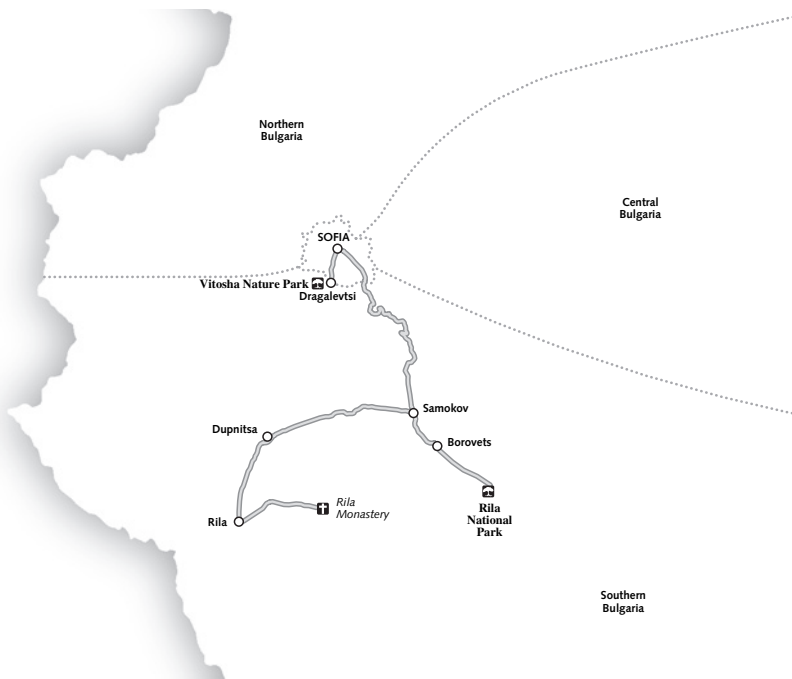 Northern
Bulgaria
Central
Bulgaria
SOFIA
Vitosha Nature Park
Dragalevtsi
Samokov
Dupnitsa
Borovets
Rila
Monastery
Rila
National
Park
Rila
Southern
Bulgaria